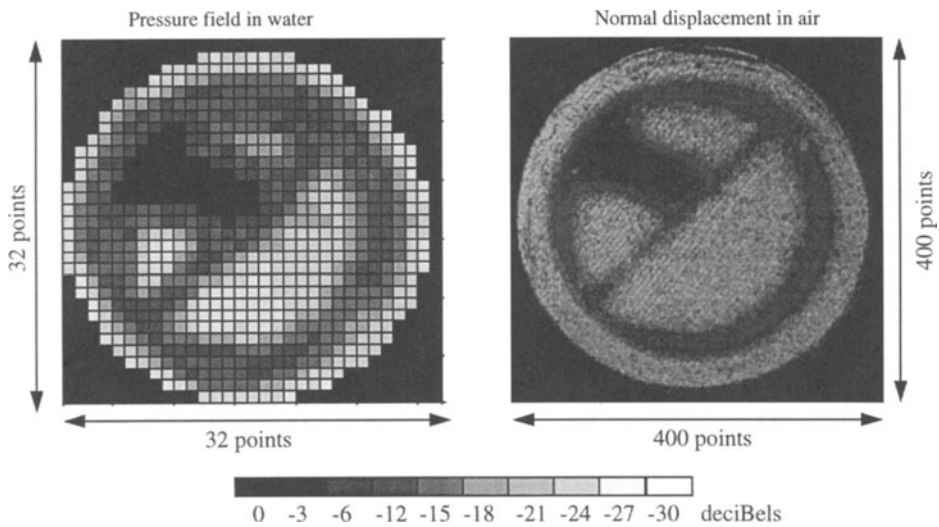 Pressure field in water
Normal displacement in air
32 points
400 points
32 points
400 points
0 -3 -6 -12 -15 -18 -21 -24 -27 -30 deciBels